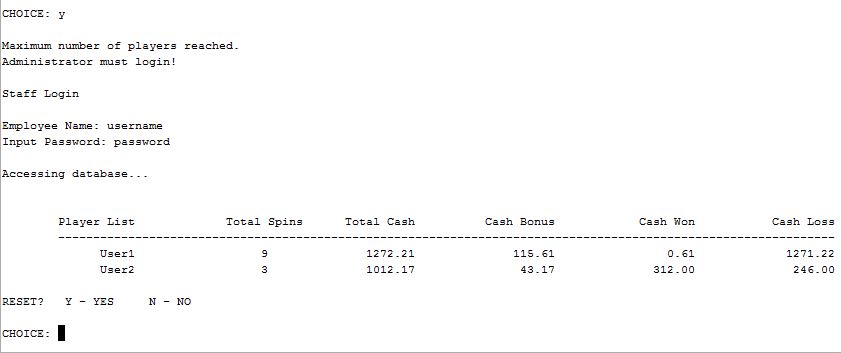 CHOICE: y
Maximum number of players reached.
Administrator must login!
Staff Login
Employee Name: username
Input Password: password
Accessing database...
Player List Total Spins Total Cash Cash Bonus Cash Won Cash Loss
User1 9 1272.21 115.61 0.61 1271.22
User2 3 1012.17 43.17 312.00 246.00
RESET? Y - YES N - NO
CHOICE: